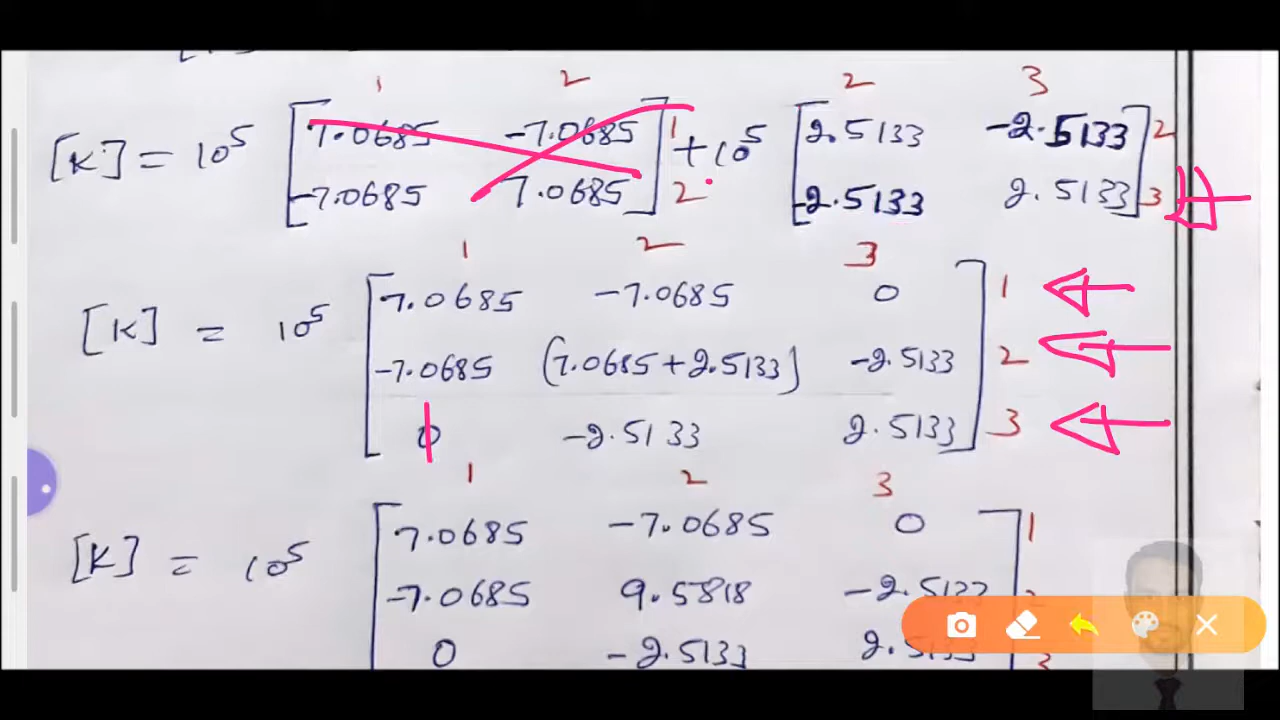 1 2 2 3
[K] = 10^5 [ 7.0685 -7.0685 ] 1 + 10^5 [ 2.5133 -2.5133 ] 2
[ -7.0685 7.0685 ] 2 [ -2.5133 2.5133 ] 3
1 2 3
[ 7.0685 -7.0685 0 ] 1
[K] = 10^5 [ -7.0685 (7.0685+2.5133) -2.5133 ] 2
[ 0 -2.5133 2.5133 ] 3
1 2 3
[ 7.0685 -7.0685 0 ] 1
[K] = 10^5 [ -7.0685 9.5818 -2.5133 ]
[ 0 -2.5133 ] 3